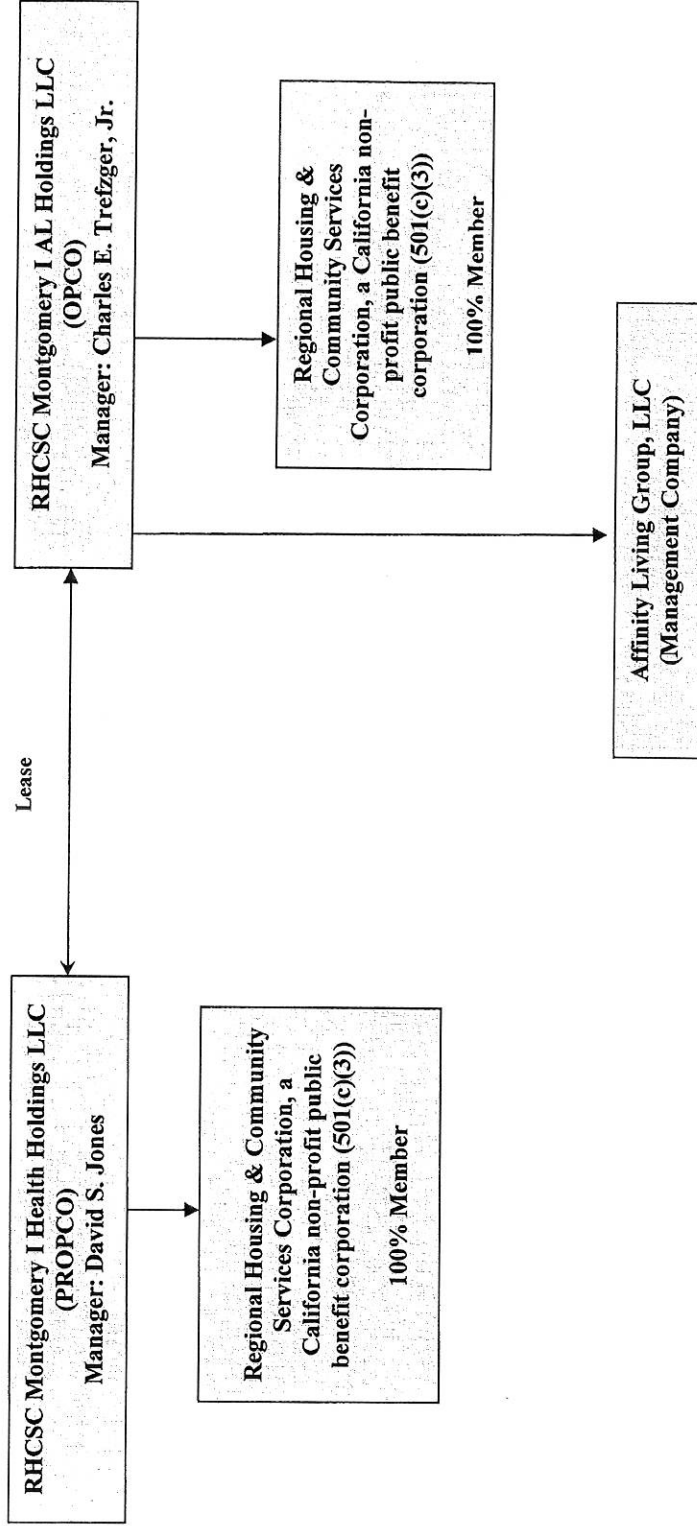 RHCSC Montgomery I Health Holdings LLC
(PROPCO)
Manager: David S. Jones
Lease
RHCSC Montgomery I AL Holdings LLC
(OPCO)
Manager: Charles E. Trefzger, Jr.
Regional Housing & Community
Services Corporation, a
California non-profit public
benefit corporation (501(c)(3))
100% Member
Regional Housing &
Community Services
Corporation, a California non-
profit public benefit
corporation (501(c)(3))
100% Member
Affinity Living Group, LLC
(Management Company)